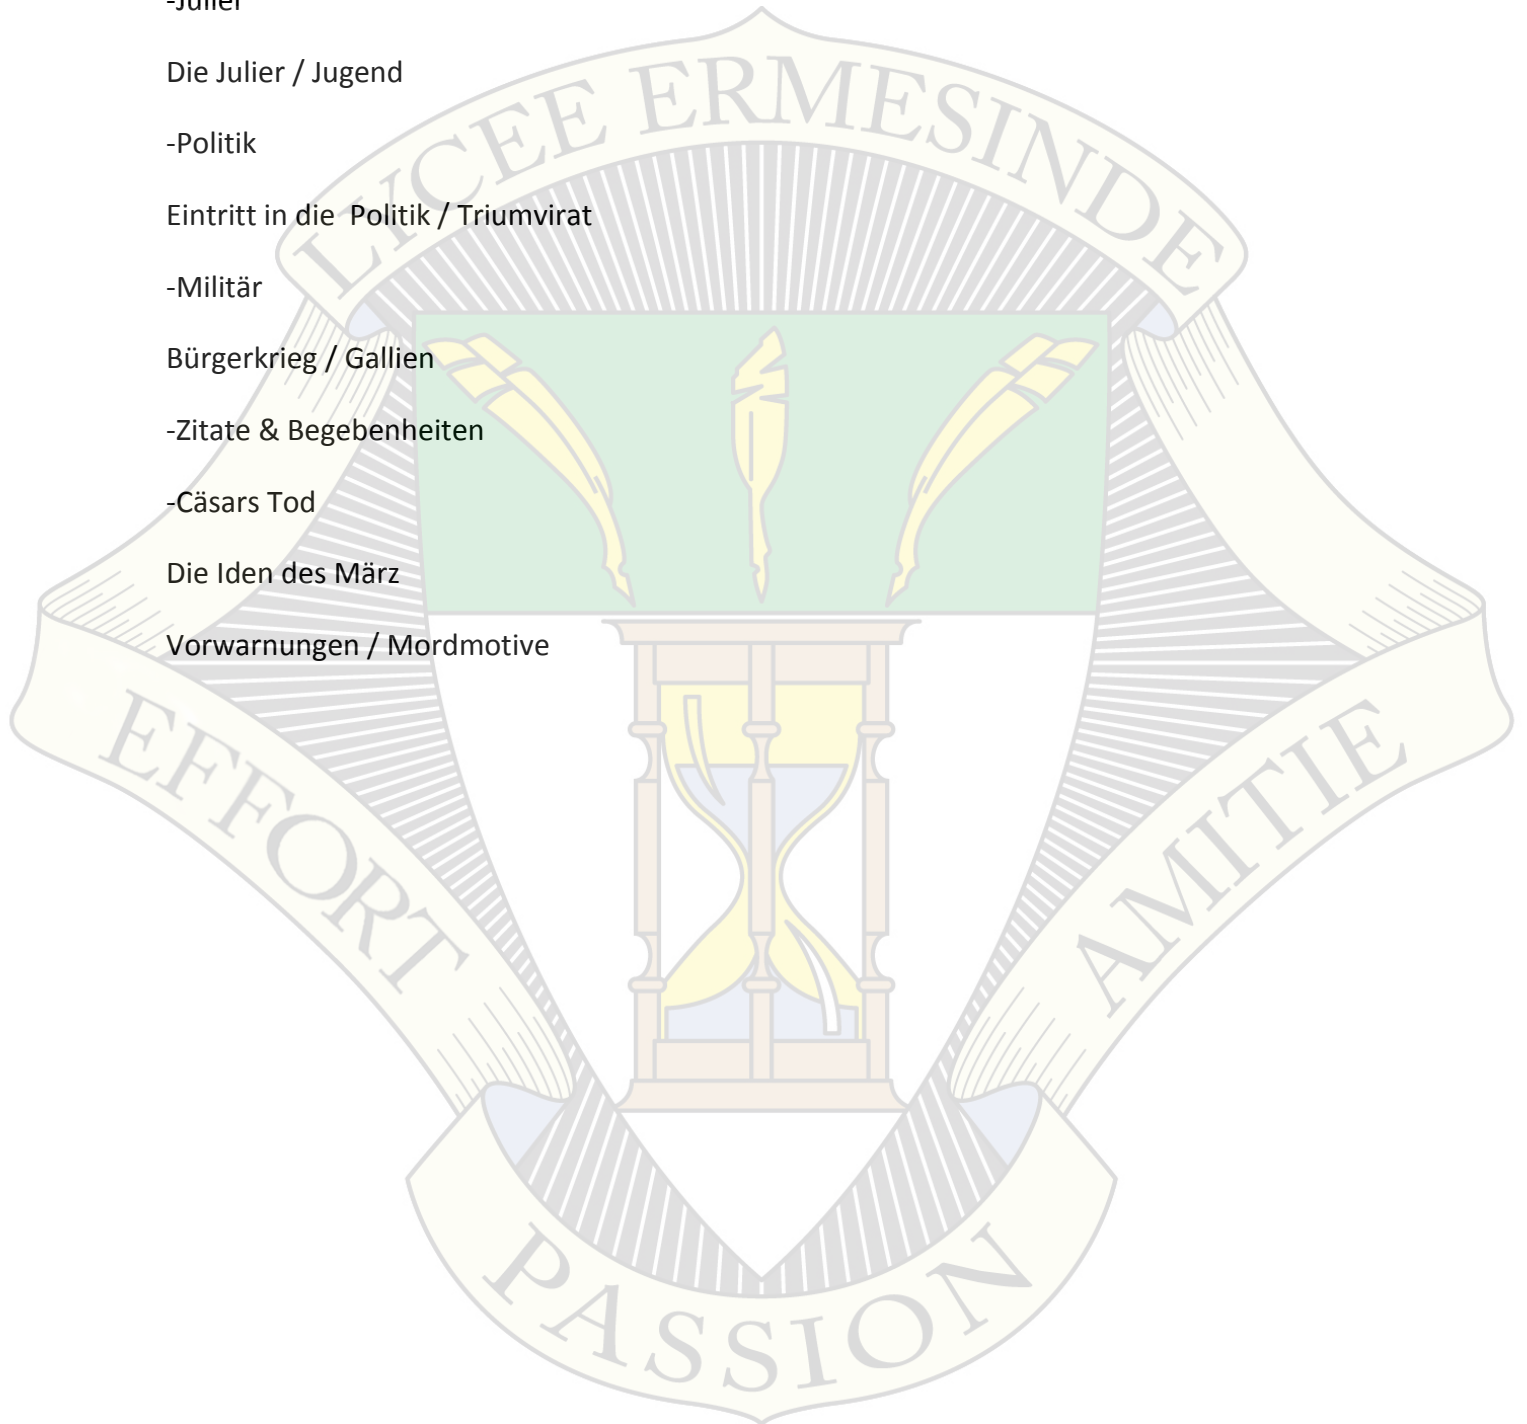 -Julier
Die Julier / Jugend
-Politik
Eintritt in die  Politik / Triumvirat
-Militär
Bürgerkrieg / Gallien
-Zitate & Begebenheiten
-Cäsars Tod
Die Iden des März
Vorwarnungen / Mordmotive
LYCEE ERMESINDE
EFFORT
AMITIE
PASSION